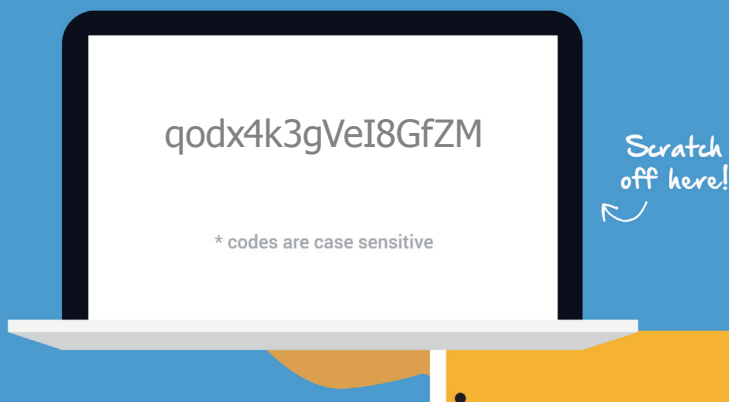 qodx4k3gVeI8GfZM
* codes are case sensitive
Scratch
off here!